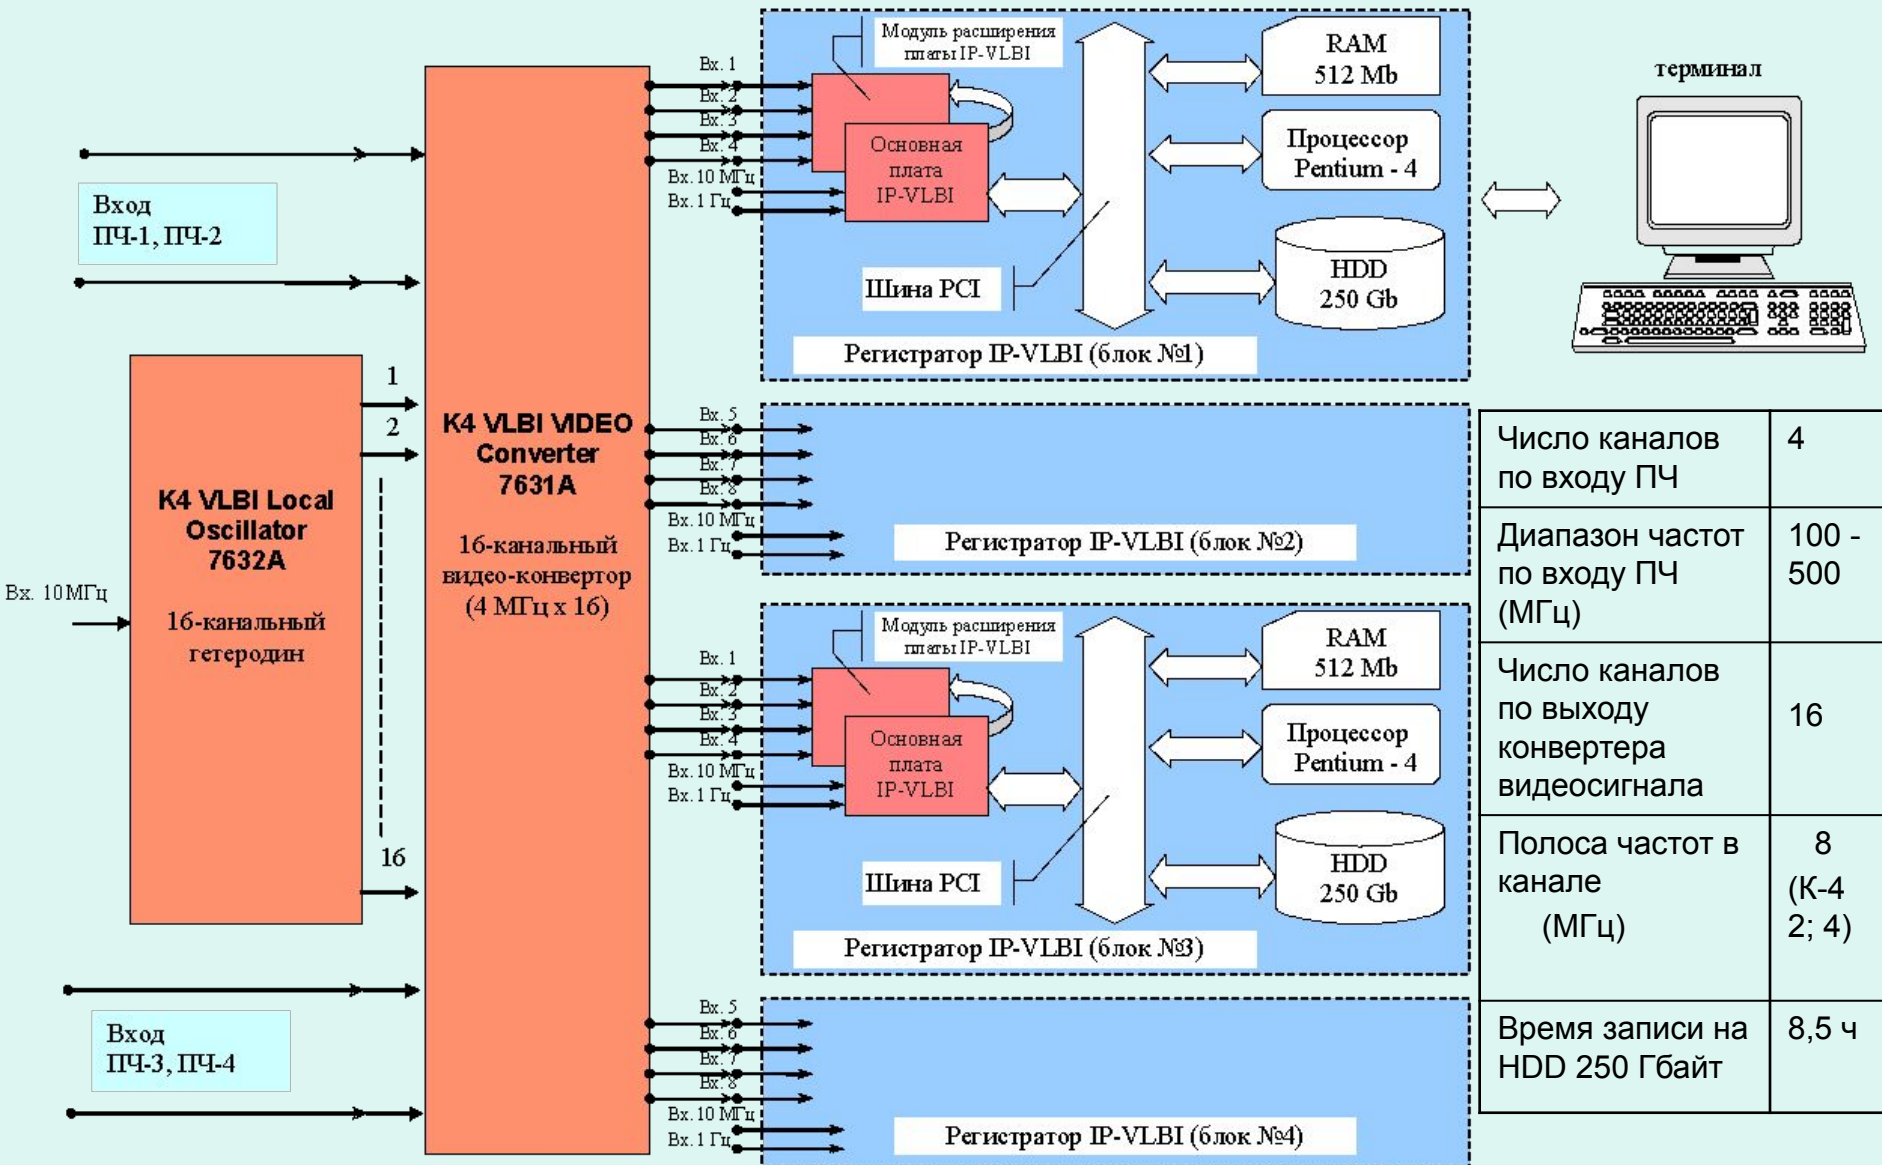 Вход
ПЧ-1, ПЧ-2
Вх. 10МГц
K4 VLBI Local
Oscillator
7632A
16-канальный
гетеродин
1
2
16
Вход
ПЧ-3, ПЧ-4
K4 VLBI VIDEO
Converter
7631A
16-канальный
видео-конвертор
(4 МГц x 16)
Вх. 1
Вх. 2
Вх. 3
Вх. 4
Вх. 10 МГц
Вх. 1 Гц
Модуль расширения
платы IP-VLBI
Основная
плата
IP-VLBI
Шина PCI
RAM
512 Mb
Процессор
Pentium - 4
HDD
250 Gb
Регистратор IP-VLBI (блок №1)
терминал
Вх. 5
Вх. 6
Вх. 7
Вх. 8
Вх. 10 МГц
Вх. 1 Гц
Регистратор IP-VLBI (блок №2)
Вх. 1
Вх. 2
Вх. 3
Вх. 4
Вх. 10 МГц
Вх. 1 Гц
Модуль расширения
платы IP-VLBI
Основная
плата
IP-VLBI
Шина PCI
RAM
512 Mb
Процессор
Pentium - 4
HDD
250 Gb
Регистратор IP-VLBI (блок №3)
Вх. 5
Вх. 6
Вх. 7
Вх. 8
Вх. 10 МГц
Вх. 1 Гц
Регистратор IP-VLBI (блок №4)
Число каналов
по входу ПЧ
4
Диапазон частот
по входу ПЧ
(МГц)
100 -
500
Число каналов
по выходу
конвертера
видеосигнала
16
Полоса частот в
канале
(МГц)
8
(К-4
2; 4)
Время записи на
HDD 250 Гбайт
8,5 ч